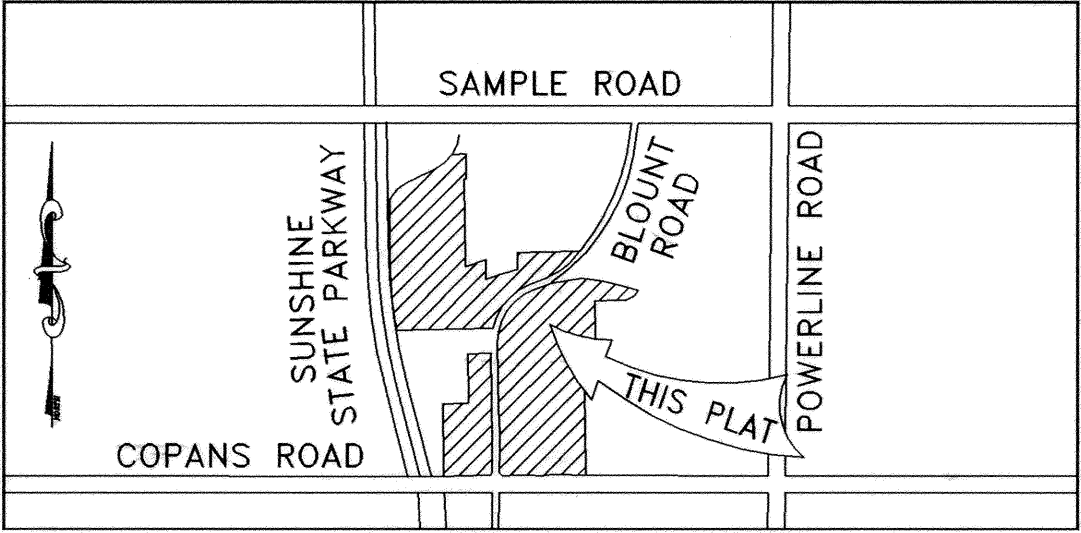 SAMPLE ROAD
BLOUNT
ROAD
POWERLINE ROAD
SUNSHINE
STATE PARKWAY
THIS PLAT
COPANS ROAD